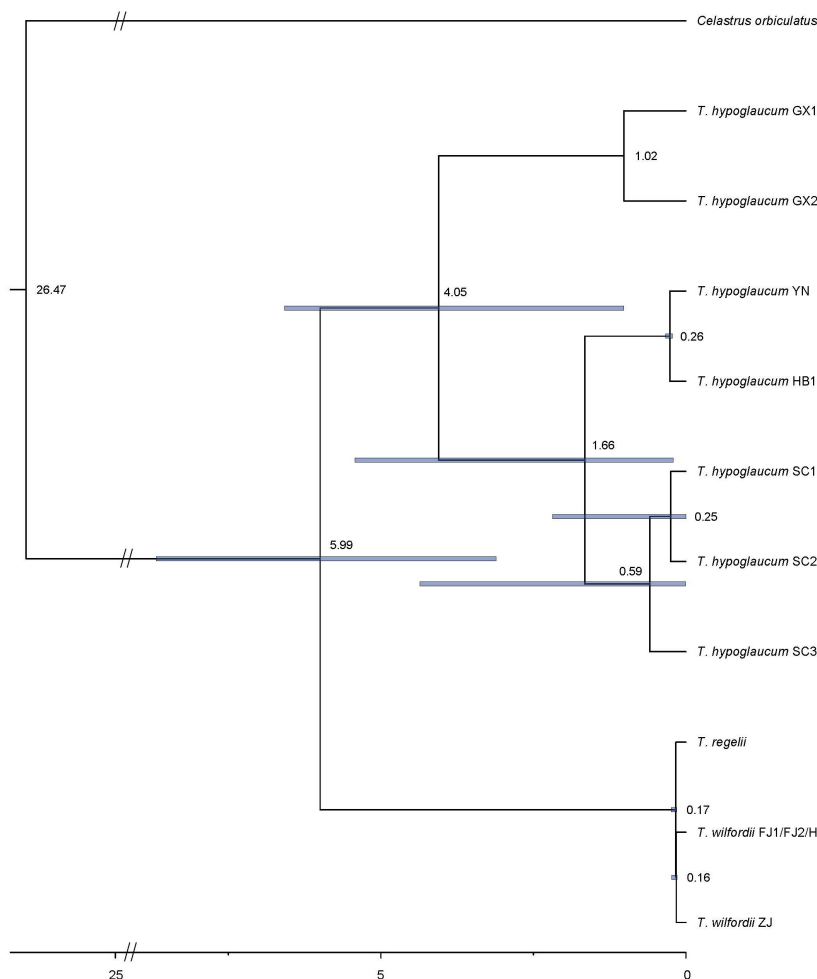 Celastrus orbiculatus
T. hypoglaucum GX1
1.02
T. hypoglaucum GX2
26.47
4.05
T. hypoglaucum YN
0.26
T. hypoglaucum HB1
1.66
T. hypoglaucum SC1
0.25
5.99
T. hypoglaucum SC2
0.59
T. hypoglaucum SC3
T. regelii
0.17
T. wilfordii FJ1/FJ2/H
0.16
T. wilfordii ZJ
25 5 0